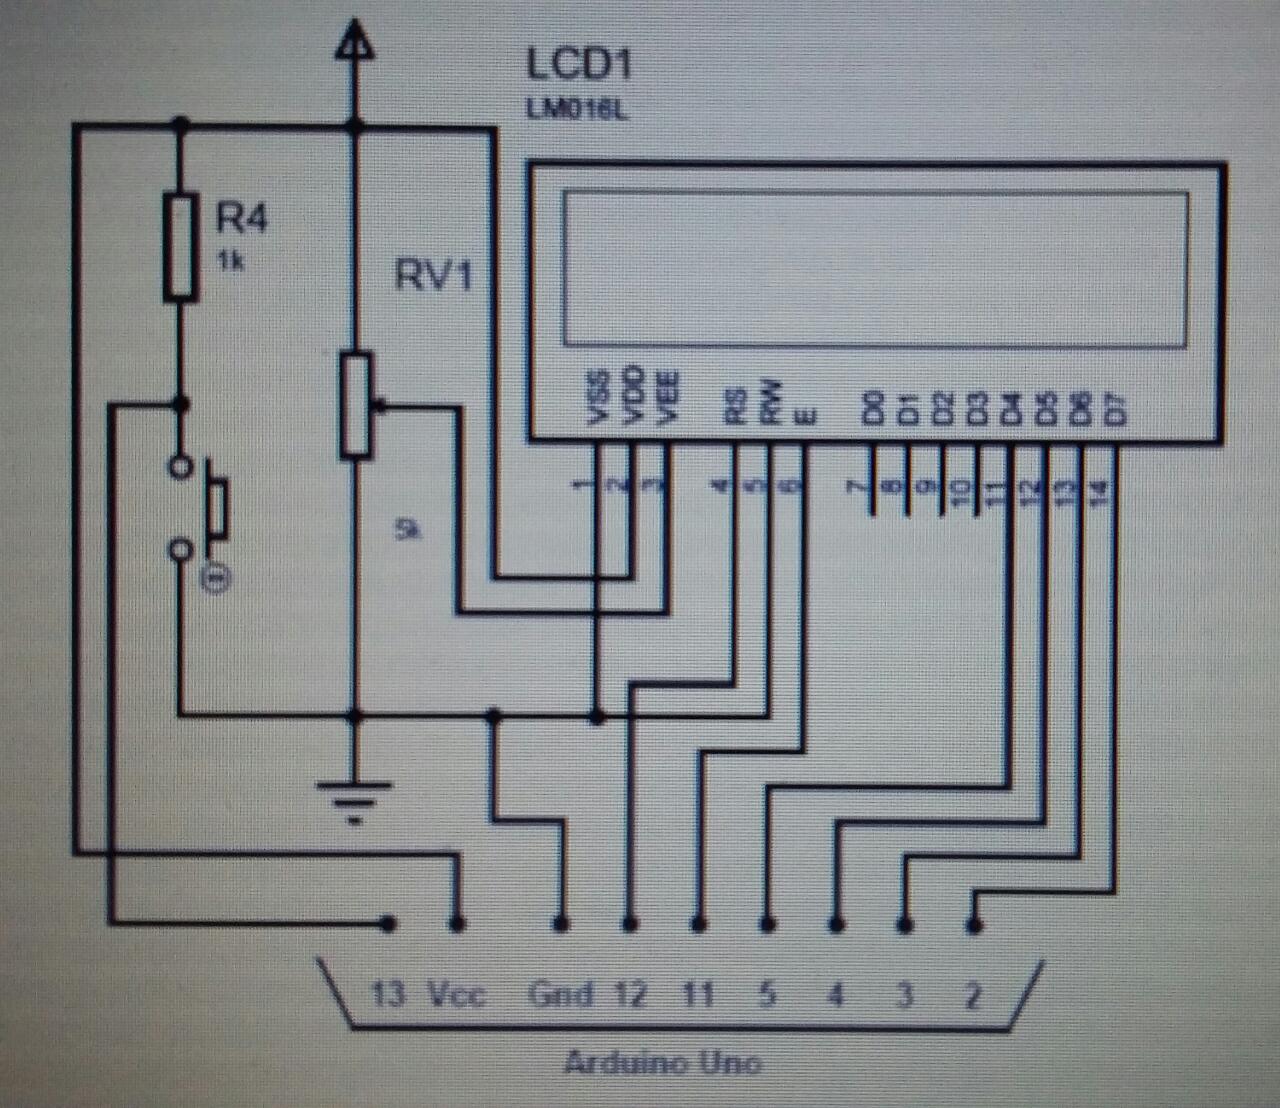 LCD1
LM016L
R4
1k
RV1
5k
VSS
VDD
VEE
RS
RW
E
D0
D1
D2
D3
D4
D5
D6
D7
1
2
3
4
5
6
7
8
9
10
11
12
13
14
13 Vcc Gnd 12 11 5 4 3 2
Arduino Uno